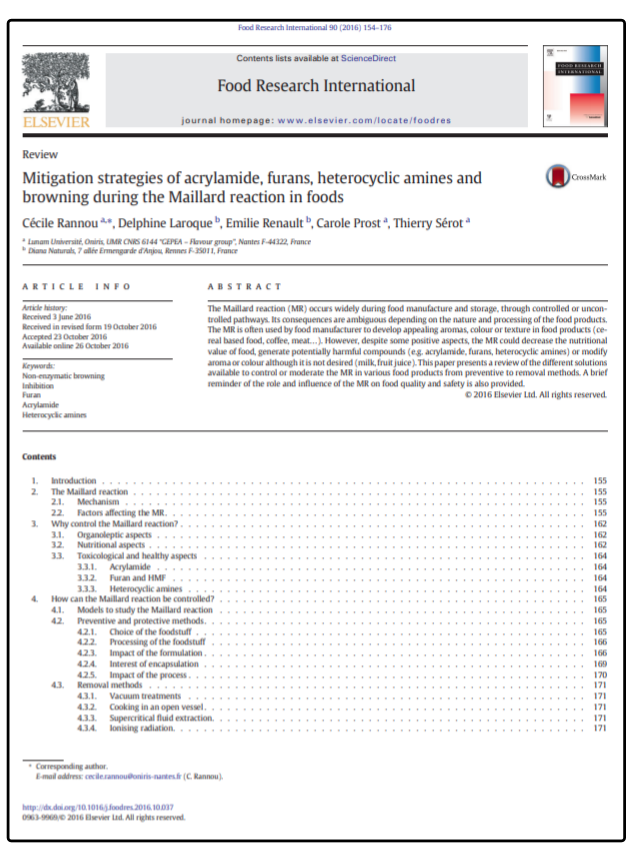 Food Research International 90 (2016) 154–176
Contents lists available at ScienceDirect
Food Research International
journal homepage: www.elsevier.com/locate/foodres
ELSEVIER
FOOD RESEARCH
INTERNATIONAL
Review
Mitigation strategies of acrylamide, furans, heterocyclic amines and
browning during the Maillard reaction in foods
CrossMark
Cécile Rannou a,*, Delphine Laroque b, Emilie Renault b, Carole Prost a, Thierry Sérot a
a Lunam Université, Oniris, UMR CNRS 6144 "GEPEA – Flavour group", Nantes F-44322, France
b Diana Naturals, 7 allée Ermengarde d'Anjou, Rennes F-35011, France
ARTICLE INFO
Article history:
Received 3 June 2016
Received in revised form 19 October 2016
Accepted 23 October 2016
Available online 26 October 2016
Keywords:
Non-enzymatic browning
Inhibition
Furan
Acrylamide
Heterocyclic amines
ABSTRACT
The Maillard reaction (MR) occurs widely during food manufacture and storage, through controlled or uncon-
trolled pathways. Its consequences are ambiguous depending on the nature and processing of the food products.
The MR is often used by food manufacturer to develop appealing aromas, colour or texture in food products (ce-
real based food, coffee, meat…). However, despite some positive aspects, the MR could decrease the nutritional
value of food, generate potentially harmful compounds (e.g. acrylamide, furans, heterocyclic amines) or modify
aroma or colour although it is not desired (milk, fruit juice). This paper presents a review of the different solutions
available to control or moderate the MR in various food products from preventive to removal methods. A brief
reminder of the role and influence of the MR on food quality and safety is also provided.
© 2016 Elsevier Ltd. All rights reserved.
Contents
1. Introduction 155
2. The Maillard reaction 155
2.1. Mechanism 155
2.2. Factors affecting the MR. 155
3. Why control the Maillard reaction? 162
3.1. Organoleptic aspects 162
3.2. Nutritional aspects 162
3.3. Toxicological and healthy aspects 164
3.3.1. Acrylamide 164
3.3.2. Furan and HMF 164
3.3.3. Heterocyclic amines 164
4. How can the Maillard reaction be controlled? 165
4.1. Models to study the Maillard reaction 165
4.2. Preventive and protective methods. 165
4.2.1. Choice of the foodstuff 165
4.2.2. Processing of the foodstuff 166
4.2.3. Impact of the formulation. 166
4.2.4. Interest of encapsulation 169
4.2.5. Impact of the process. 170
4.3. Removal methods 171
4.3.1. Vacuum treatments 171
4.3.2. Cooking in an open vessel. 171
4.3.3. Supercritical fluid extraction. 171
4.3.4. Ionising radiation. 171
* Corresponding author.
E-mail address: cecile.rannou@oniris-nantes.fr (C. Rannou).
http://dx.doi.org/10.1016/j.foodres.2016.10.037
0963-9969/© 2016 Elsevier Ltd. All rights reserved.